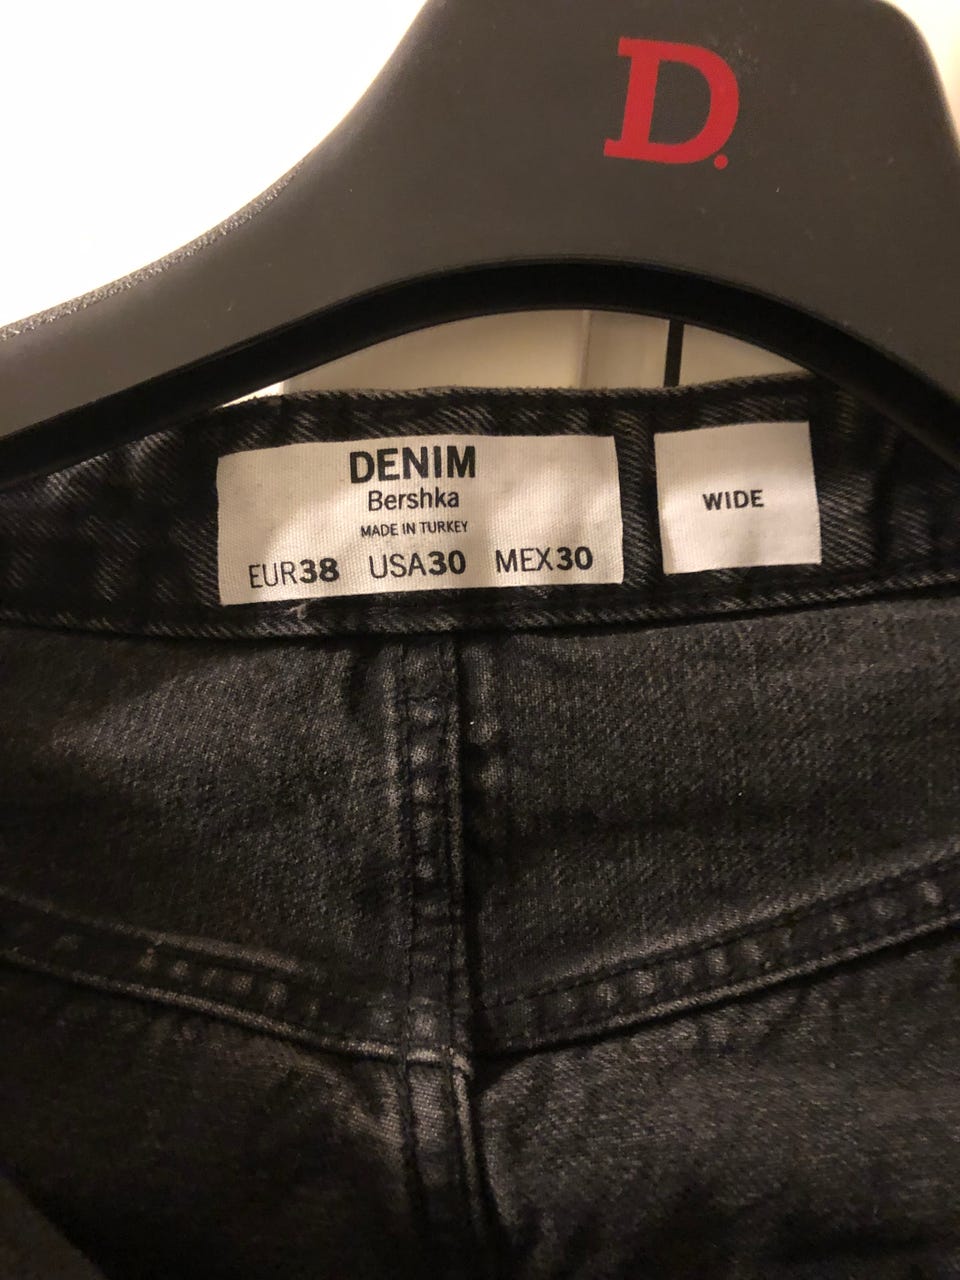 D.
DENIM
Bershka
MADE IN TURKEY
EUR38 USA30 MEX30
WIDE